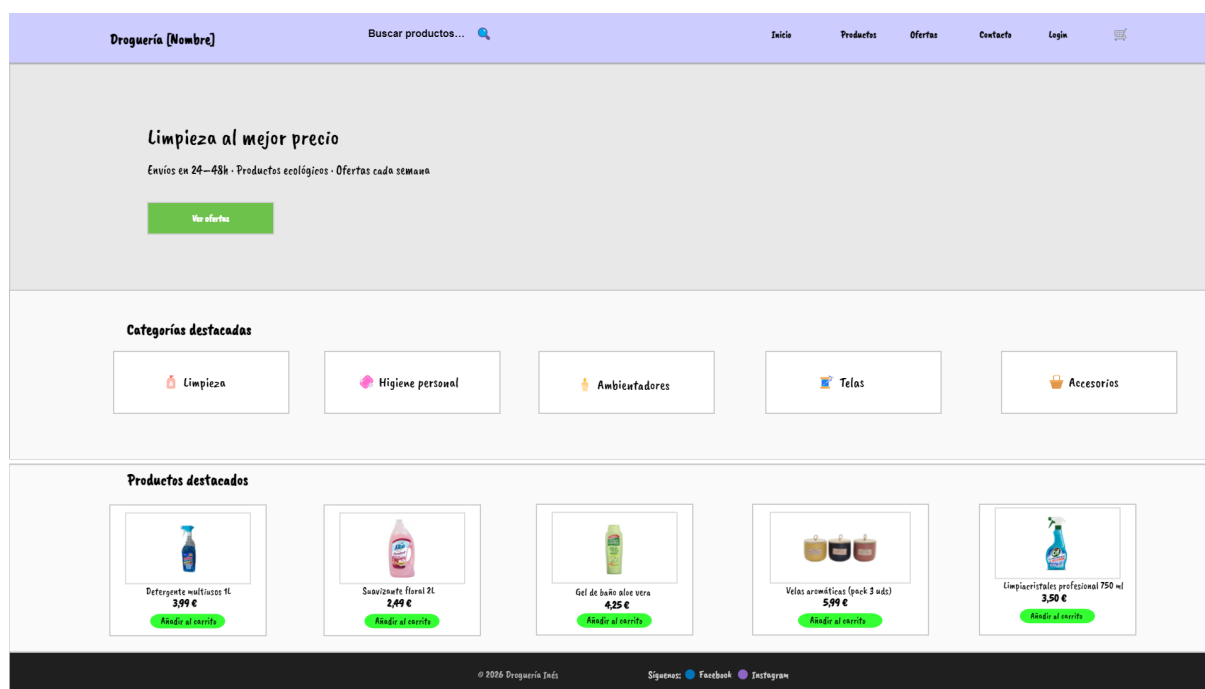 Droguería [Nombre]
Buscar productos...
Inicio
Productos
Ofertas
Contacto
Login
Limpieza al mejor precio
Envíos en 24–48h · Productos ecológicos · Ofertas cada semana
Ver ofertas
Categorías destacadas
Limpieza
Higiene personal
Ambientadores
Telas
Accesorios
Productos destacados
Detergente multiusos 1L
3,99 €
Añadir al carrito
Suavizante floral 2L
2,49 €
Añadir al carrito
Gel de baño aloe vera
4,25 €
Añadir al carrito
Velas aromáticas (pack 3 uds)
5,99 €
Añadir al carrito
Limpiacristales profesional 750 ml
3,50 €
Añadir al carrito
© 2026 Droguería Inés
Síguenos:
Facebook
Instagram